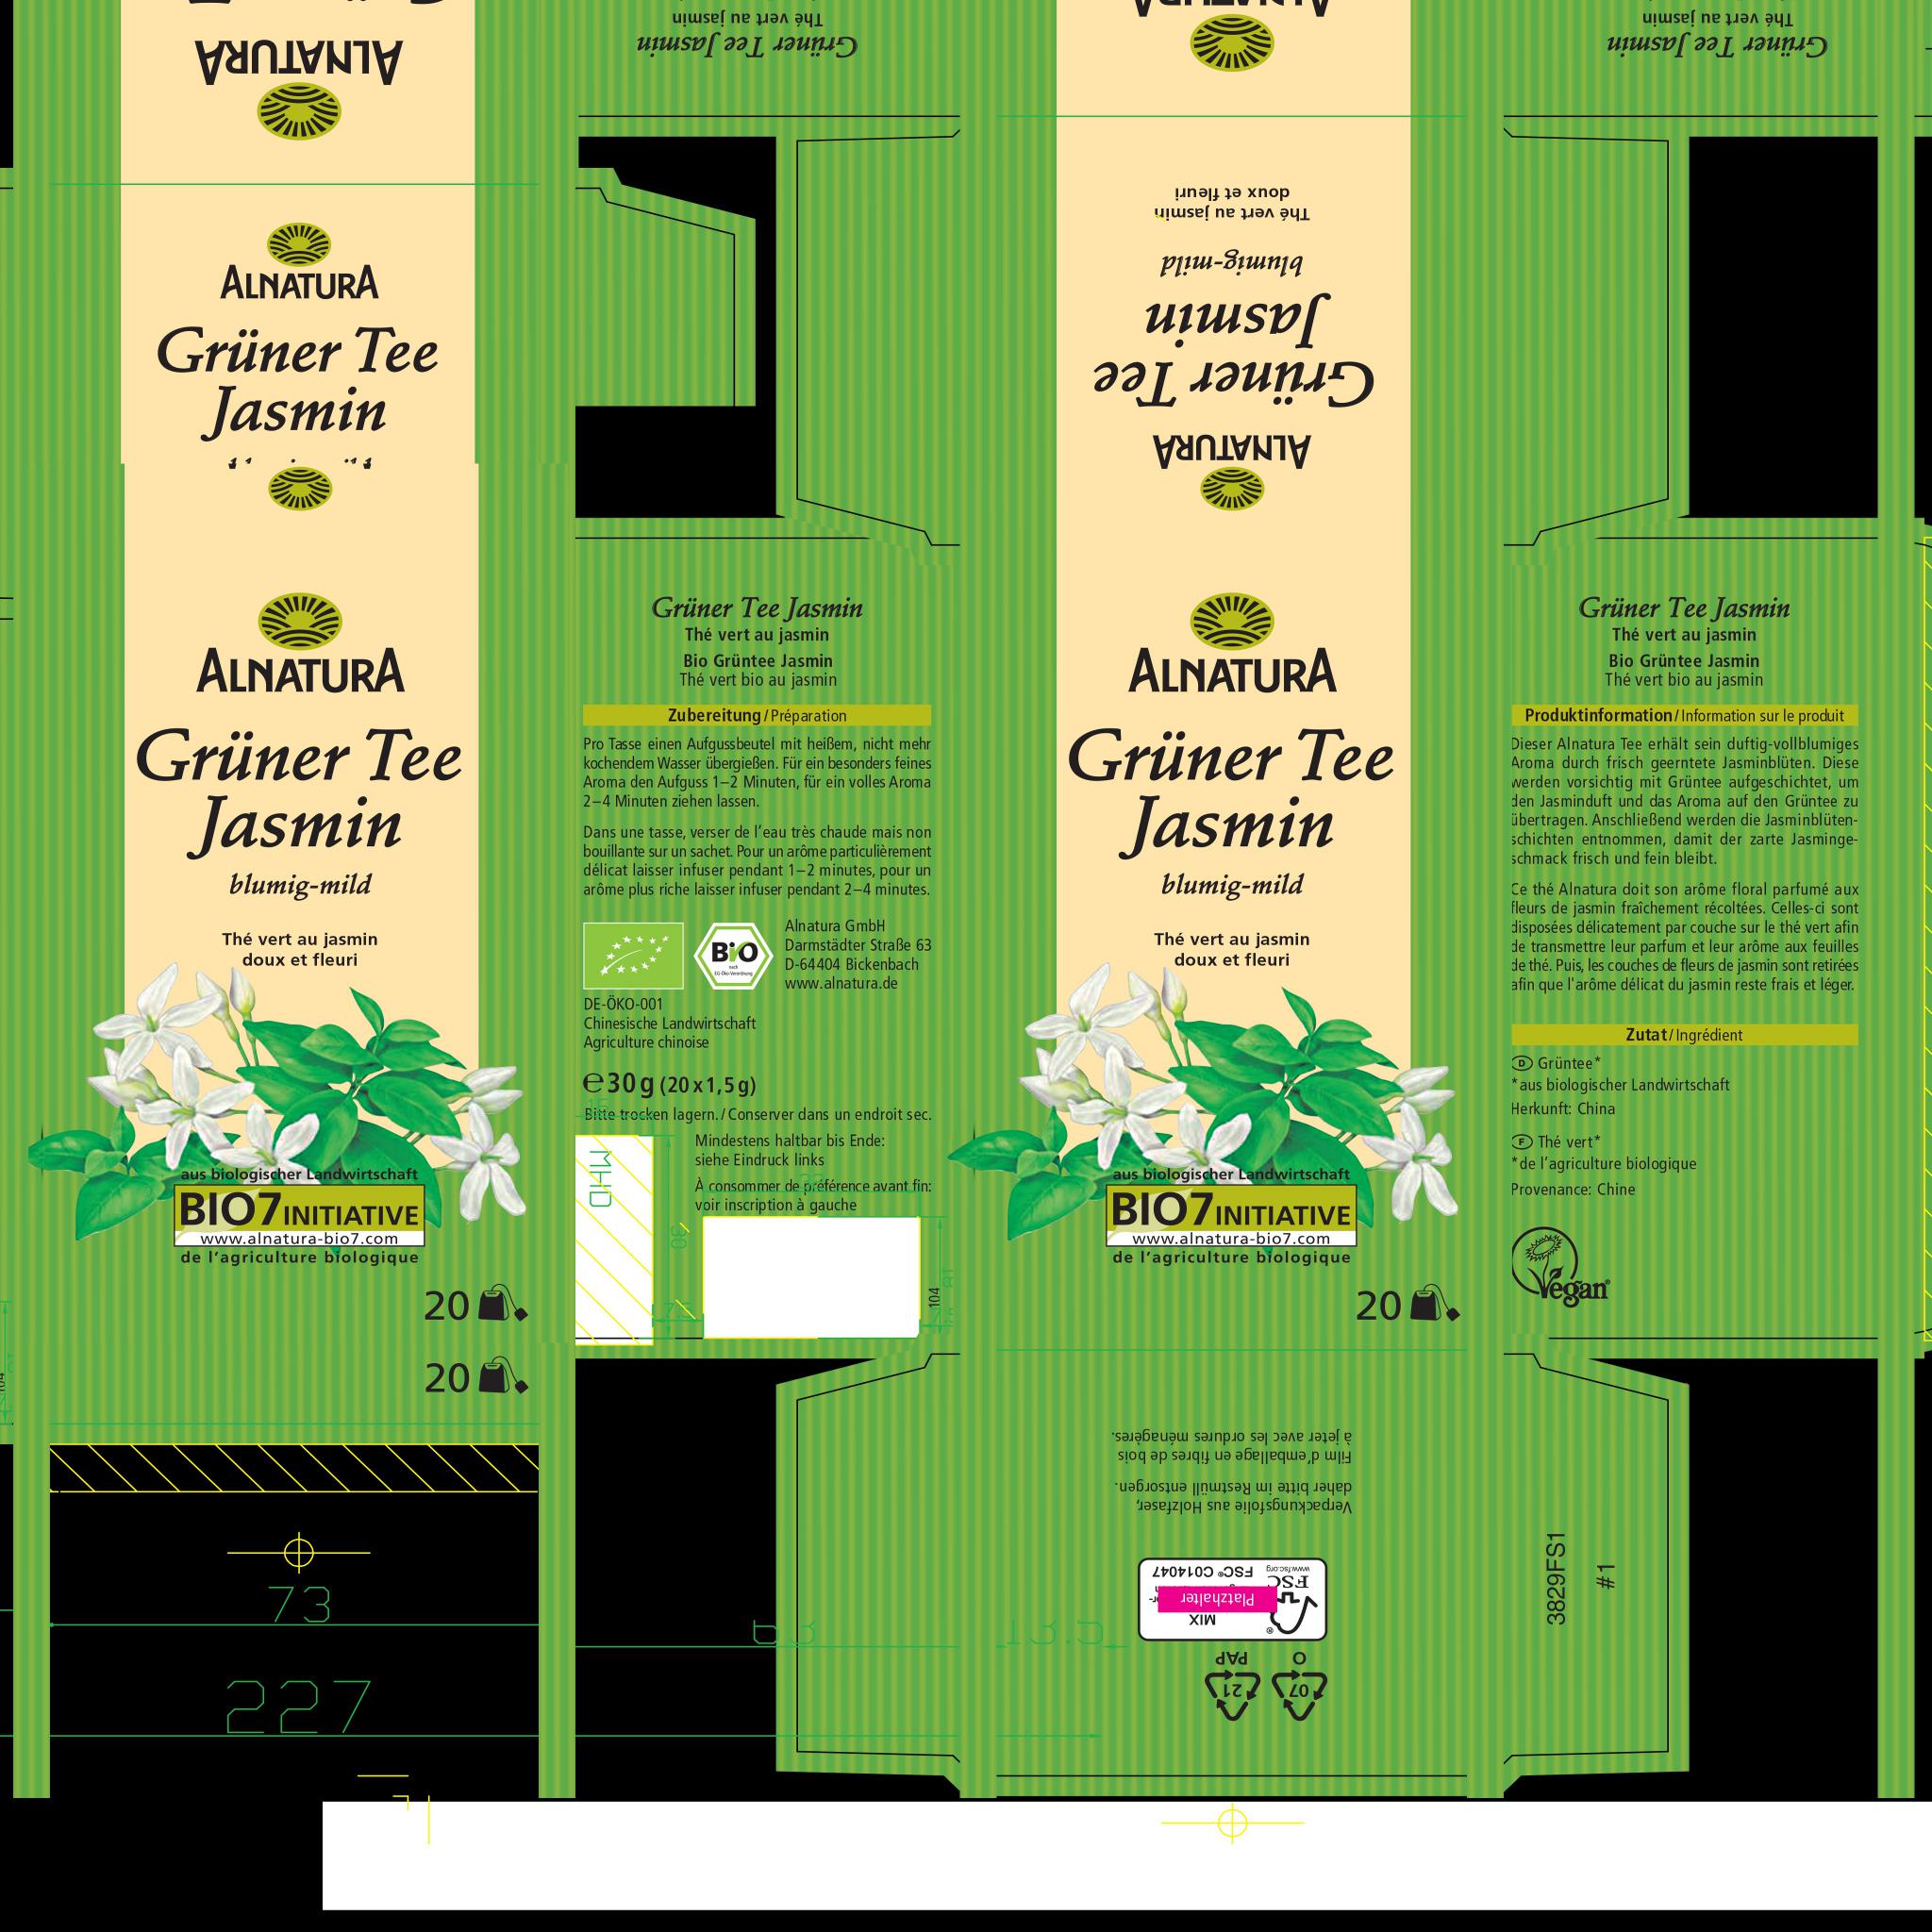 ALNATURA
Grüner Tee Jasmin
Thé vert au jasmin
ALNATURA
Grüner Tee Jasmin
Thé vert au jasmin
ALNATURA
Grüner Tee
Jasmin
ALNATURA
Grüner Tee
Jasmin
blumig-mild
Thé vert au jasmin
doux et fleuri
aus biologischer Landwirtschaft
BIO7 INITIATIVE
www.alnatura-bio7.com
de l'agriculture biologique
20
20
73
227
Grüner Tee Jasmin
Thé vert au jasmin
Bio Grüntee Jasmin
Thé vert bio au jasmin
Zubereitung / Préparation
Pro Tasse einen Aufgussbeutel mit heißem, nicht mehr
kochendem Wasser übergießen. Für ein besonders feines
Aroma den Aufguss 1–2 Minuten, für ein volles Aroma
2–4 Minuten ziehen lassen.
Dans une tasse, verser de l'eau très chaude mais non
bouillante sur un sachet. Pour un arôme particulièrement
délicat laisser infuser pendant 1–2 minutes, pour un
arôme plus riche laisser infuser pendant 2–4 minutes.
Bio
nach
EG-Öko-Verordnung
Alnatura GmbH
Darmstädter Straße 63
D-64404 Bickenbach
www.alnatura.de
DE-ÖKO-001
Chinesische Landwirtschaft
Agriculture chinoise
℮ 30 g (20 x 1,5 g)
Bitte trocken lagern. / Conserver dans un endroit sec.
MHD
Mindestens haltbar bis Ende:
siehe Eindruck links
À consommer de préférence avant fin:
voir inscription à gauche
30
104
63
13.5
ALNATURA
Grüner Tee
Jasmin
blumig-mild
Thé vert au jasmin
doux et fleuri
ALNATURA
Grüner Tee
Jasmin
blumig-mild
Thé vert au jasmin
doux et fleuri
aus biologischer Landwirtschaft
BIO7 INITIATIVE
www.alnatura-bio7.com
de l'agriculture biologique
20
07
O
21
PAP
FSC
www.fsc.org
MIX
Platzhalter
FSC® C014047
Verpackungsfolie aus Holzfaser,
daher bitte im Restmüll entsorgen.
Film d'emballage en fibres de bois
à jeter avec les ordures ménagères.
Grüner Tee Jasmin
Thé vert au jasmin
Bio Grüntee Jasmin
Thé vert bio au jasmin
Produktinformation / Information sur le produit
Dieser Alnatura Tee erhält sein duftig-vollblumiges
Aroma durch frisch geerntete Jasminblüten. Diese
werden vorsichtig mit Grüntee aufgeschichtet, um
den Jasminduft und das Aroma auf den Grüntee zu
übertragen. Anschließend werden die Jasminblüten-
schichten entnommen, damit der zarte Jasminge-
schmack frisch und fein bleibt.
Ce thé Alnatura doit son arôme floral parfumé aux
fleurs de jasmin fraîchement récoltées. Celles-ci sont
disposées délicatement par couche sur le thé vert afin
de transmettre leur parfum et leur arôme aux feuilles
de thé. Puis, les couches de fleurs de jasmin sont retirées
afin que l'arôme délicat du jasmin reste frais et léger.
Zutat / Ingrédient
D Grüntee*
*aus biologischer Landwirtschaft
Herkunft: China
F Thé vert*
*de l'agriculture biologique
Provenance: Chine
Vegan
3829FS1
#1